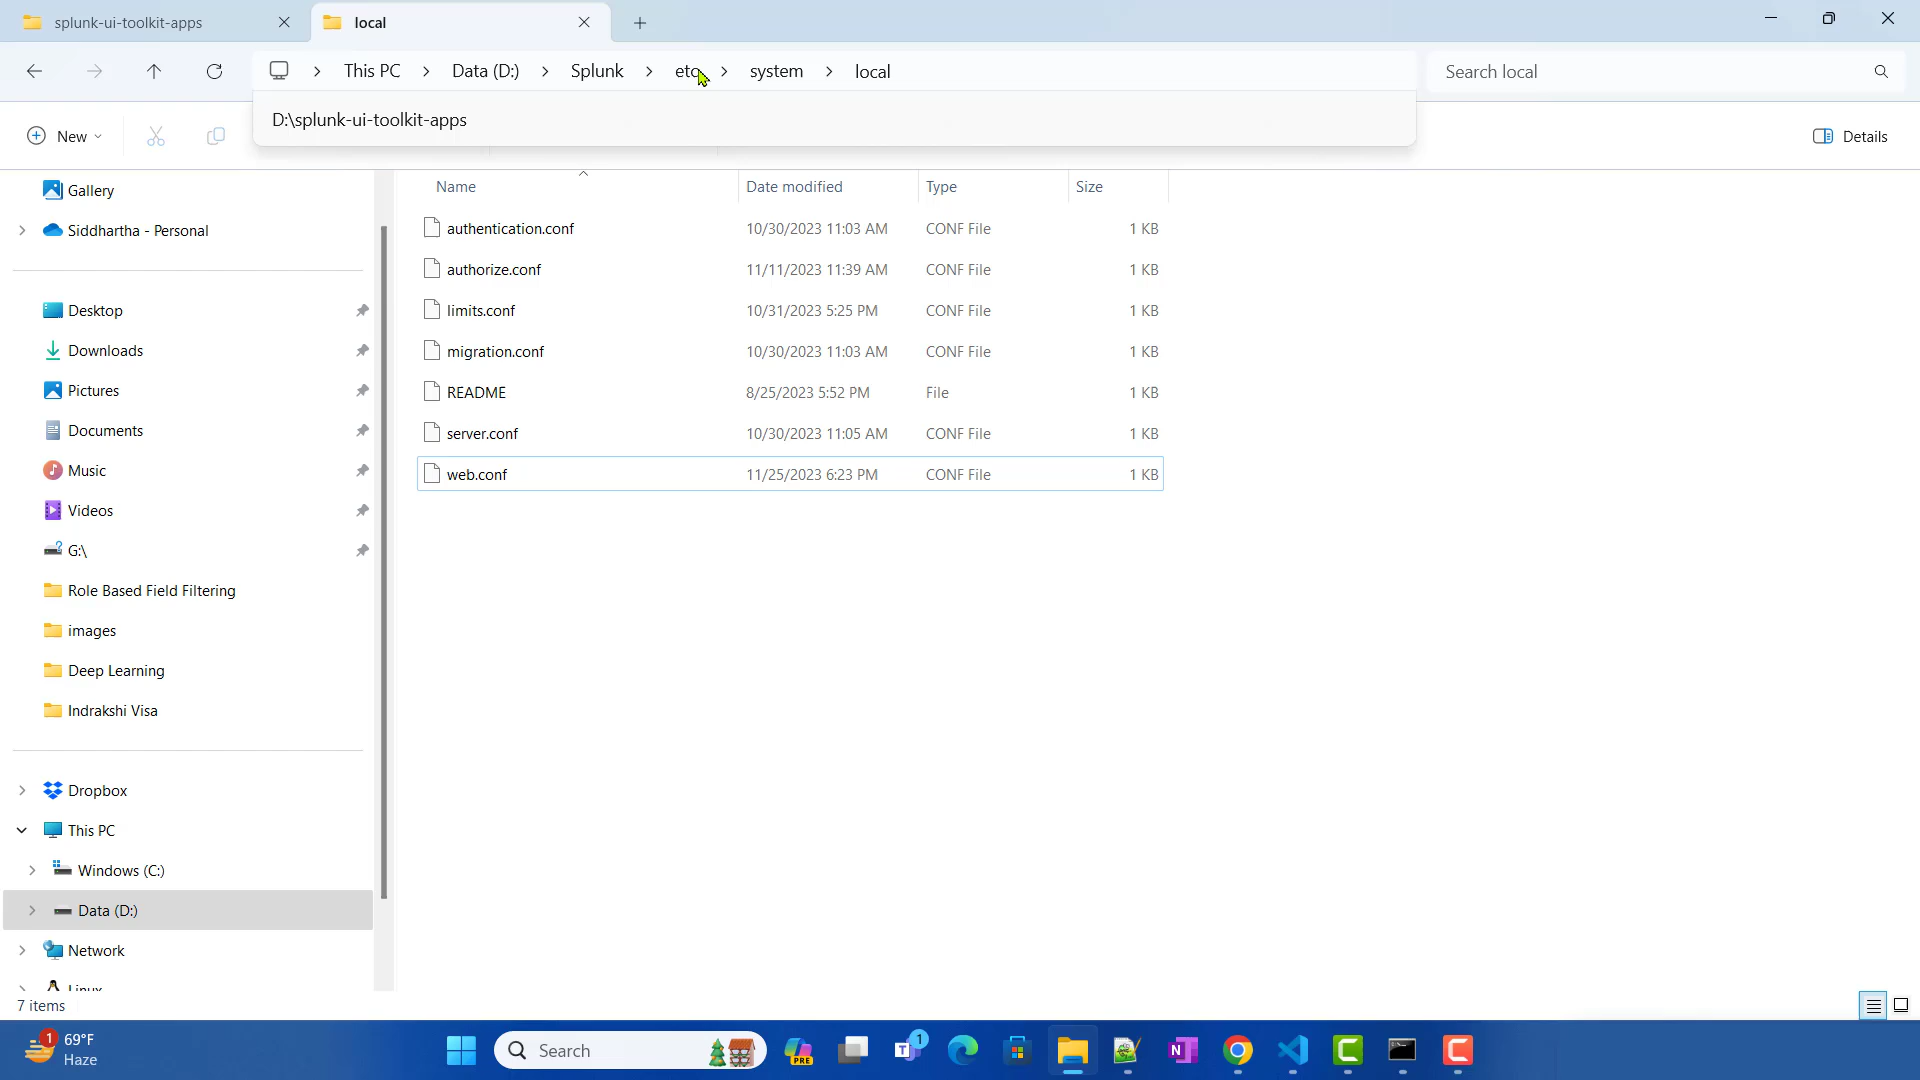 splunk-ui-toolkit-apps
local
This PC
Data (D:)
Splunk
etc
system
local
Search local
D:\splunk-ui-toolkit-apps
New
Details
Name
Date modified
Type
Size
Gallery
Siddhartha - Personal
Desktop
Downloads
Pictures
Documents
Music
Videos
G:\
Role Based Field Filtering
images
Deep Learning
Indrakshi Visa
Dropbox
This PC
Windows (C:)
Data (D:)
Network
Linux
authentication.conf 10/30/2023 11:03 AM CONF File 1 KB
authorize.conf 11/11/2023 11:39 AM CONF File 1 KB
limits.conf 10/31/2023 5:25 PM CONF File 1 KB
migration.conf 10/30/2023 11:03 AM CONF File 1 KB
README 8/25/2023 5:52 PM File 1 KB
server.conf 10/30/2023 11:05 AM CONF File 1 KB
web.conf 11/25/2023 6:23 PM CONF File 1 KB
7 items
1
69°F
Haze
Search
PRE
T
1
N
C
C